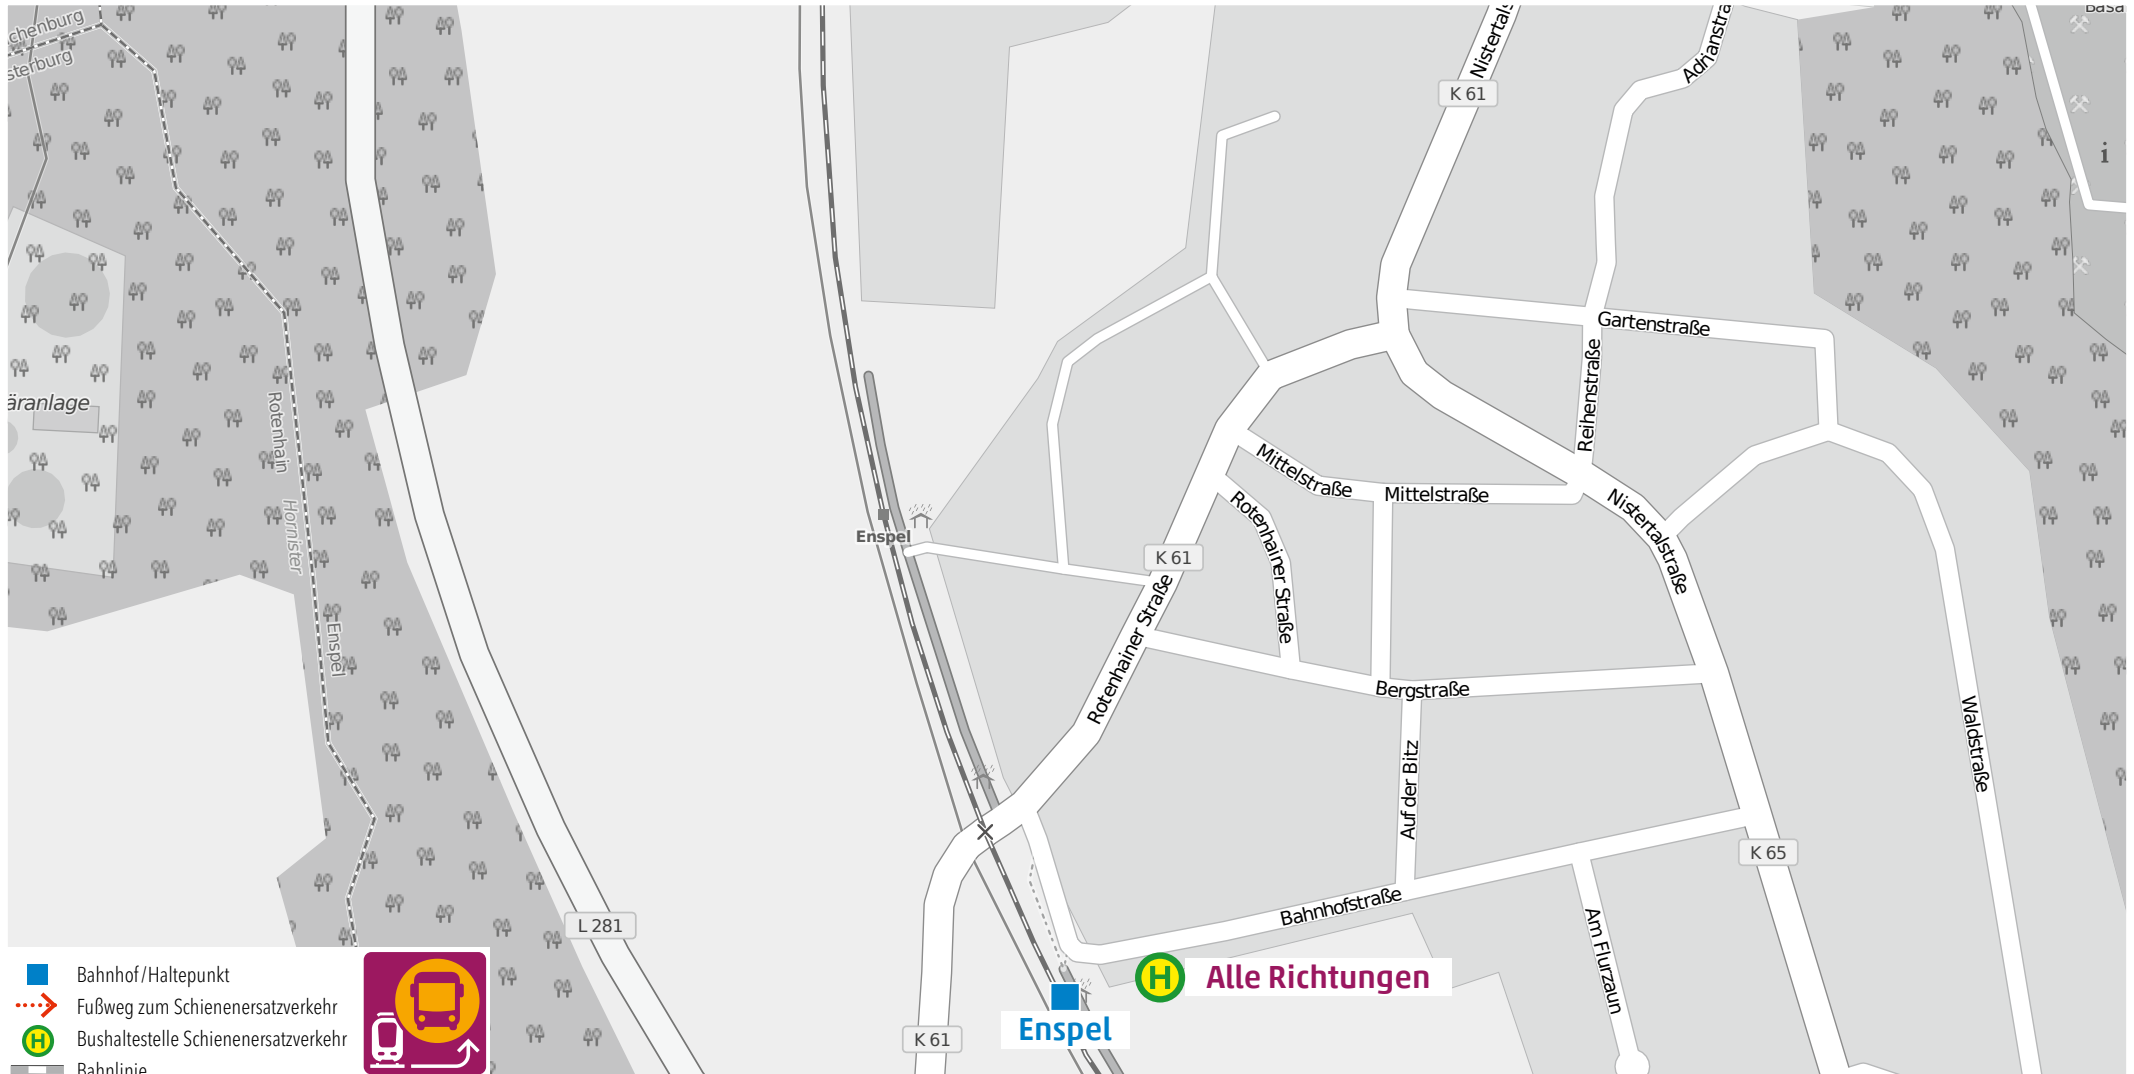 chenburg
sterburg
Nistertals
Adrianstra
Basa
K 61
i
Gartenstraße
Reihenstraße
äranlage
Rotenhain
Hornister
Enspel
Mittelstraße
Mittelstraße
Rotenhainer Straße
Nistertalstraße
Enspel
K 61
Rotenhainer Straße
Bergstraße
Auf der Bitz
Waldstraße
K 65
Bahnhofstraße
Am Flurzaun
L 281
K 61
H Alle Richtungen
Enspel
Bahnhof/Haltepunkt
Fußweg zum Schienenersatzverkehr
H Bushaltestelle Schienenersatzverkehr
Bahnlinie